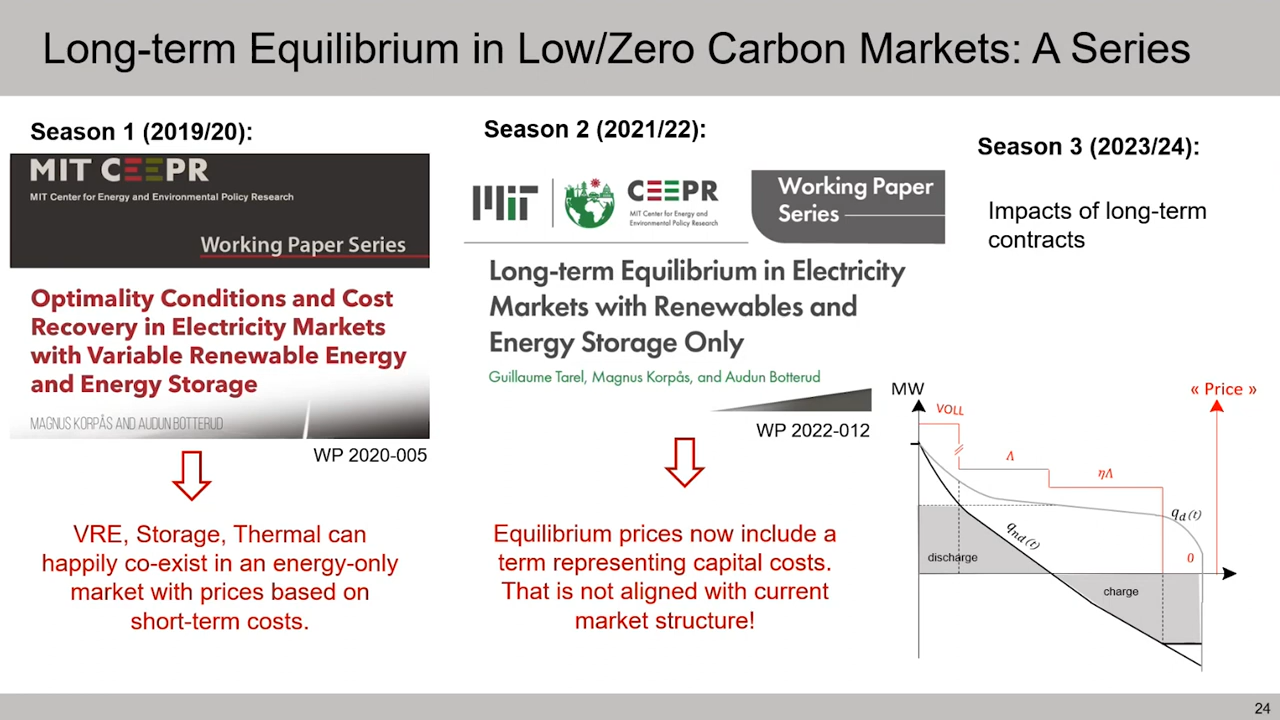 Long-term Equilibrium in Low/Zero Carbon Markets: A Series
Season 1 (2019/20):
MIT CEEPR
MIT Center for Energy and Environmental Policy Research
Working Paper Series
Optimality Conditions and Cost
Recovery in Electricity Markets
with Variable Renewable Energy
and Energy Storage
MAGNUS KORPÅS AND AUDUN BOTTERUD
WP 2020-005
VRE, Storage, Thermal can
happily co-exist in an energy-only
market with prices based on
short-term costs.
Season 2 (2021/22):
MIT
CEEPR
MIT Center for Energy and
Environmental Policy Research
Working Paper
Series
Long-term Equilibrium in Electricity
Markets with Renewables and
Energy Storage Only
Guillaume Tarel, Magnus Korpås, and Audun Botterud
WP 2022-012
Equilibrium prices now include a
term representing capital costs.
That is not aligned with current
market structure!
Season 3 (2023/24):
Impacts of long-term
contracts
MW
« Price »
VOLL
Λ
ηΛ
qd(t)
qnd(t)
discharge
0
charge
24